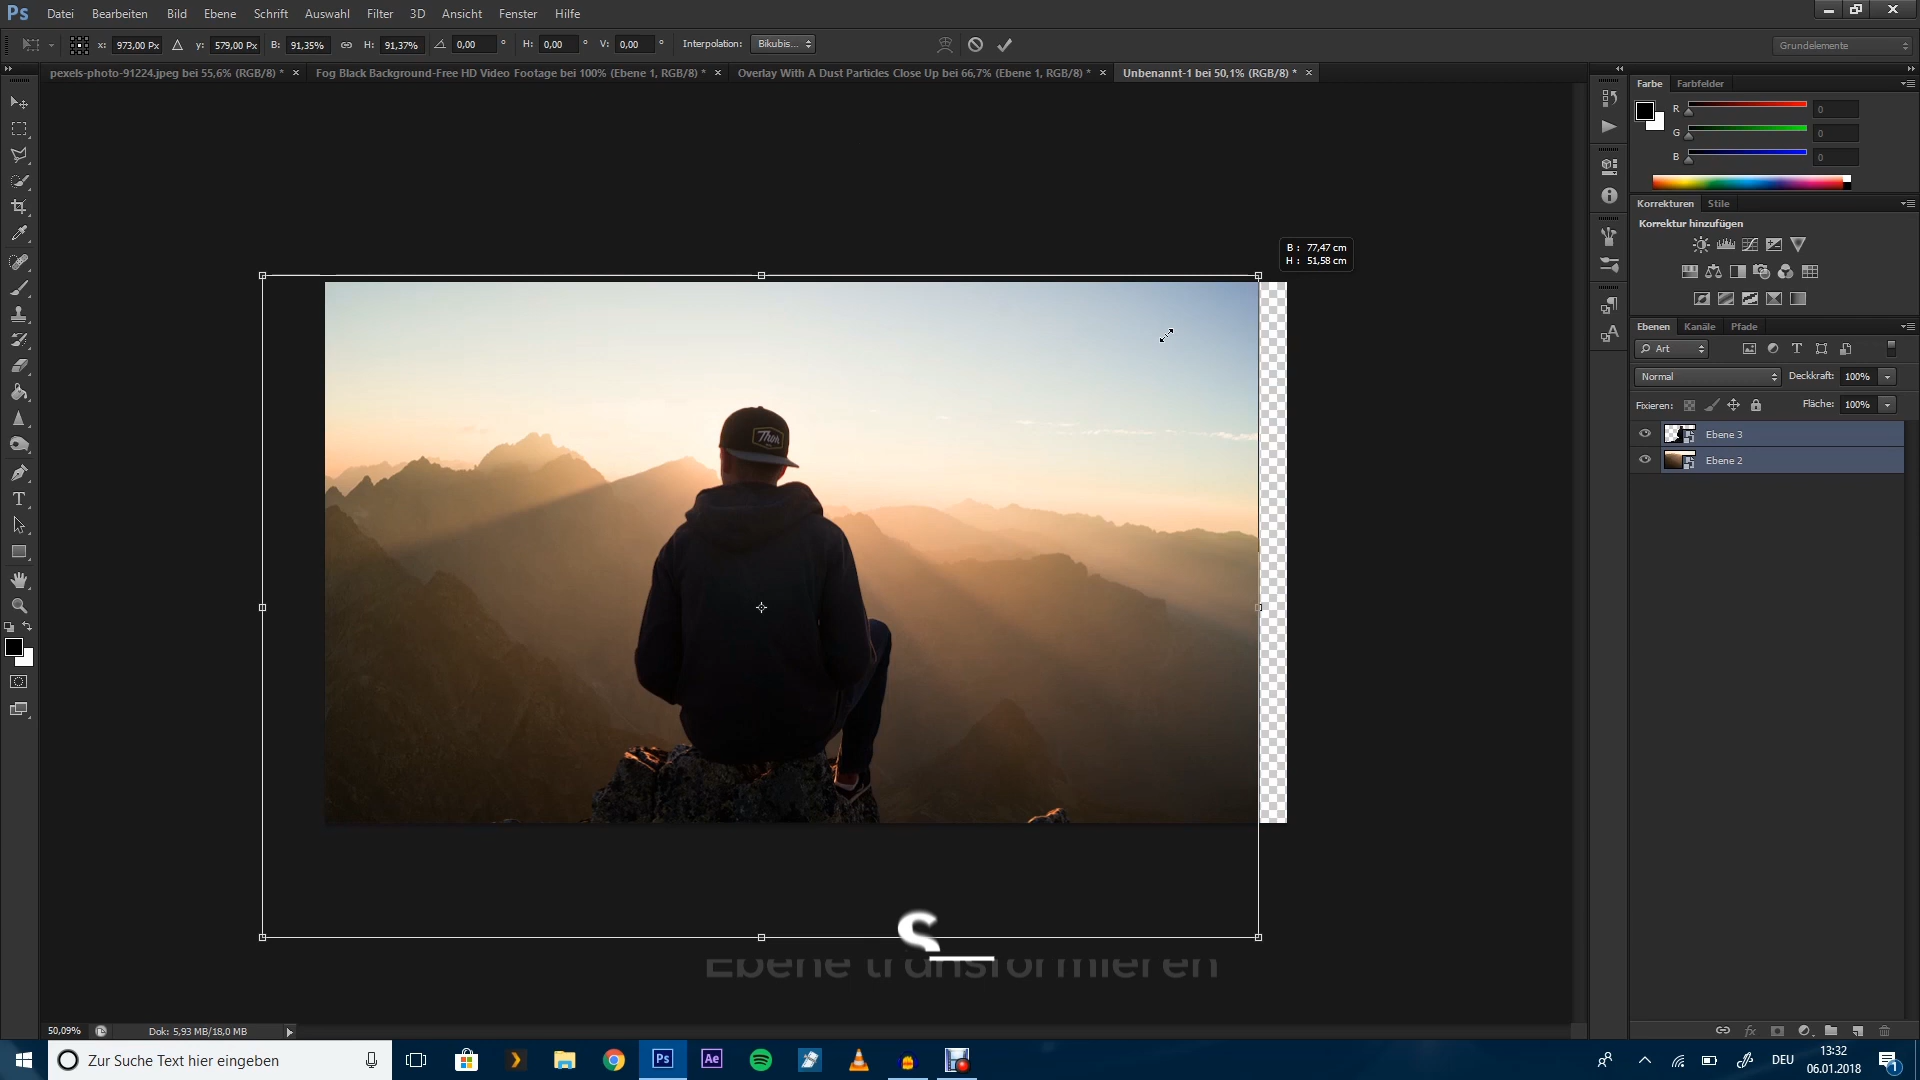 Ps Datei Bearbeiten Bild Ebene Schrift Auswahl Filter 3D Ansicht Fenster Hilfe
x: 973,00 Px y: 579,00 Px B: 91,35% H: 91,37% 0,00 ° H: 0,00 ° V: 0,00 ° Interpolation: Bikubis... Grundelemente
pexels-photo-91224.jpeg bei 55,6% (RGB/8) * × Fog Black Background-Free HD Video Footage bei 100% (Ebene 1, RGB/8) * × Overlay With A Dust Particles Close Up bei 66,7% (Ebene 1, RGB/8) * × Unbenannt-1 bei 50,1% (RGB/8) * ×
Farbe Farbfelder
R 0
G 0
B 0
Korrekturen Stile
Korrektur hinzufügen
B : 77,47 cm
H : 51,58 cm
Ebenen Kanäle Pfade
Art
Normal Deckkraft: 100%
Fixieren: Fläche: 100%
Ebene 3
Ebene 2
Thor
S
Ebene transformieren
50,09% Dok: 5,93 MB/18,0 MB
Zur Suche Text hier eingeben Ps Ae DEU 13:32
06.01.2018 1